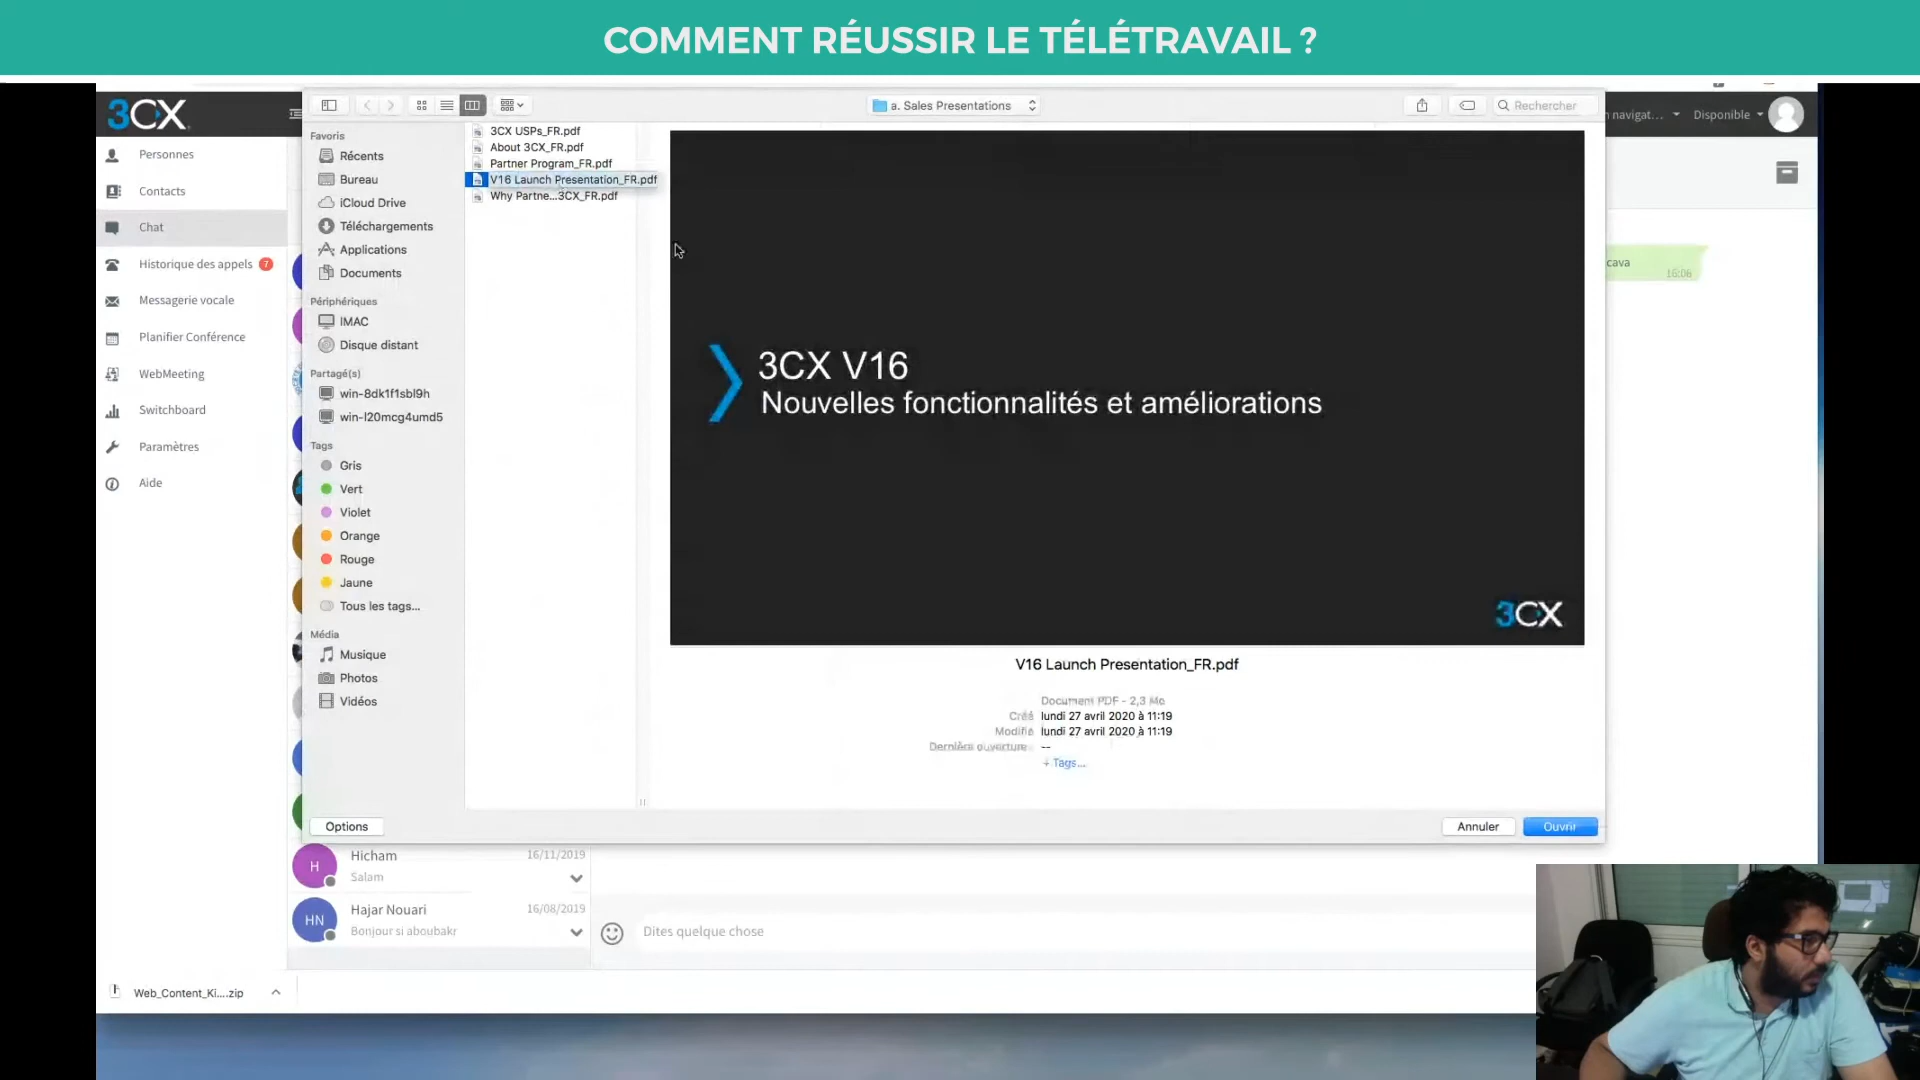 COMMENT RÉUSSIR LE TÉLÉTRAVAIL ?
3CX
Personnes
Contacts
Chat
Historique des appels 7
Messagerie vocale
Planifier Conférence
WebMeeting
Switchboard
Paramètres
Aide
a. Sales Presentations
Rechercher
n navigat...
Disponible
Favoris
Récents
Bureau
iCloud Drive
Téléchargements
Applications
Documents
Périphériques
IMAC
Disque distant
Partagé(s)
win-8dk1f1sbl9h
win-l20mcg4umd5
Tags
Gris
Vert
Violet
Orange
Rouge
Jaune
Tous les tags...
Média
Musique
Photos
Vidéos
3CX USPs_FR.pdf
About 3CX_FR.pdf
Partner Program_FR.pdf
V16 Launch Presentation_FR.pdf
Why Partne...3CX_FR.pdf
3CX V16
Nouvelles fonctionnalités et améliorations
3CX
V16 Launch Presentation_FR.pdf
Document PDF - 2,3 Mo
Créé lundi 27 avril 2020 à 11:19
Modifié lundi 27 avril 2020 à 11:19
Dernière ouverture --
+ Tags...
Options
Annuler
Ouvrir
cava
16:06
H
Hicham
16/11/2019
Salam
HN
Hajar Nouari
16/08/2019
Bonjour si aboubakr
Dites quelque chose
Web_Content_Ki....zip